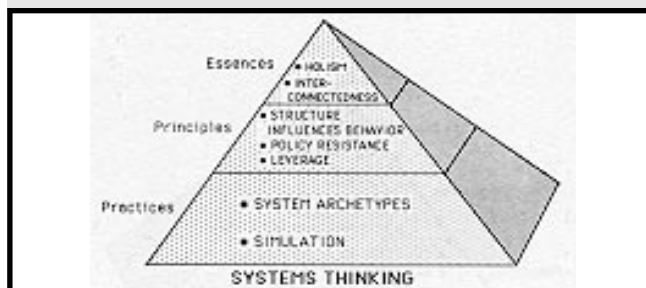 Essences
• HOLISM
• INTER-
CONNECTEDNESS
Principles
• STRUCTURE
INFLUENCES BEHAVIOR
• POLICY RESISTANCE
• LEVERAGE
Practices
• SYSTEM ARCHETYPES
• SIMULATION
SYSTEMS THINKING